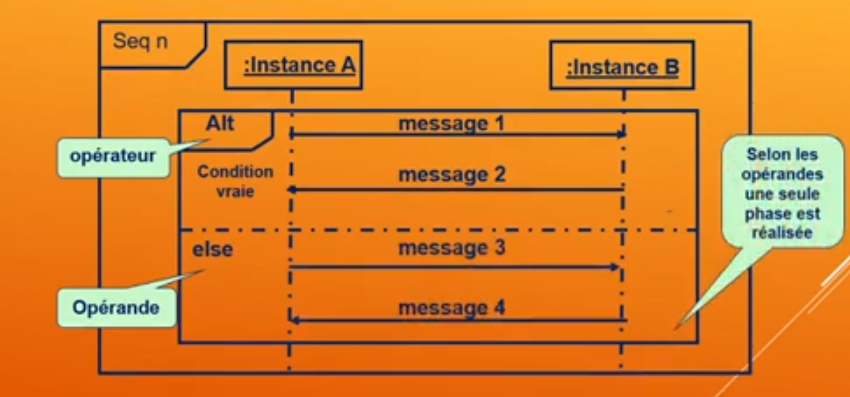 Seq n
:Instance A
:Instance B
Alt
message 1
opérateur
Condition
vraie
message 2
Selon les
opérandes
une seule
phase est
réalisée
else
message 3
Opérande
message 4